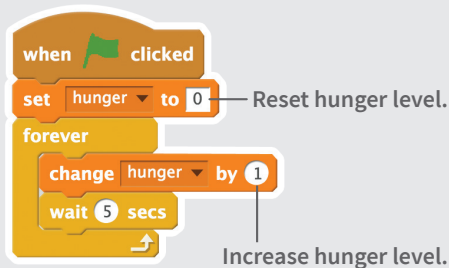 when clicked
set hunger to 0 Reset hunger level.
forever
change hunger by 1
wait 5 secs
Increase hunger level.